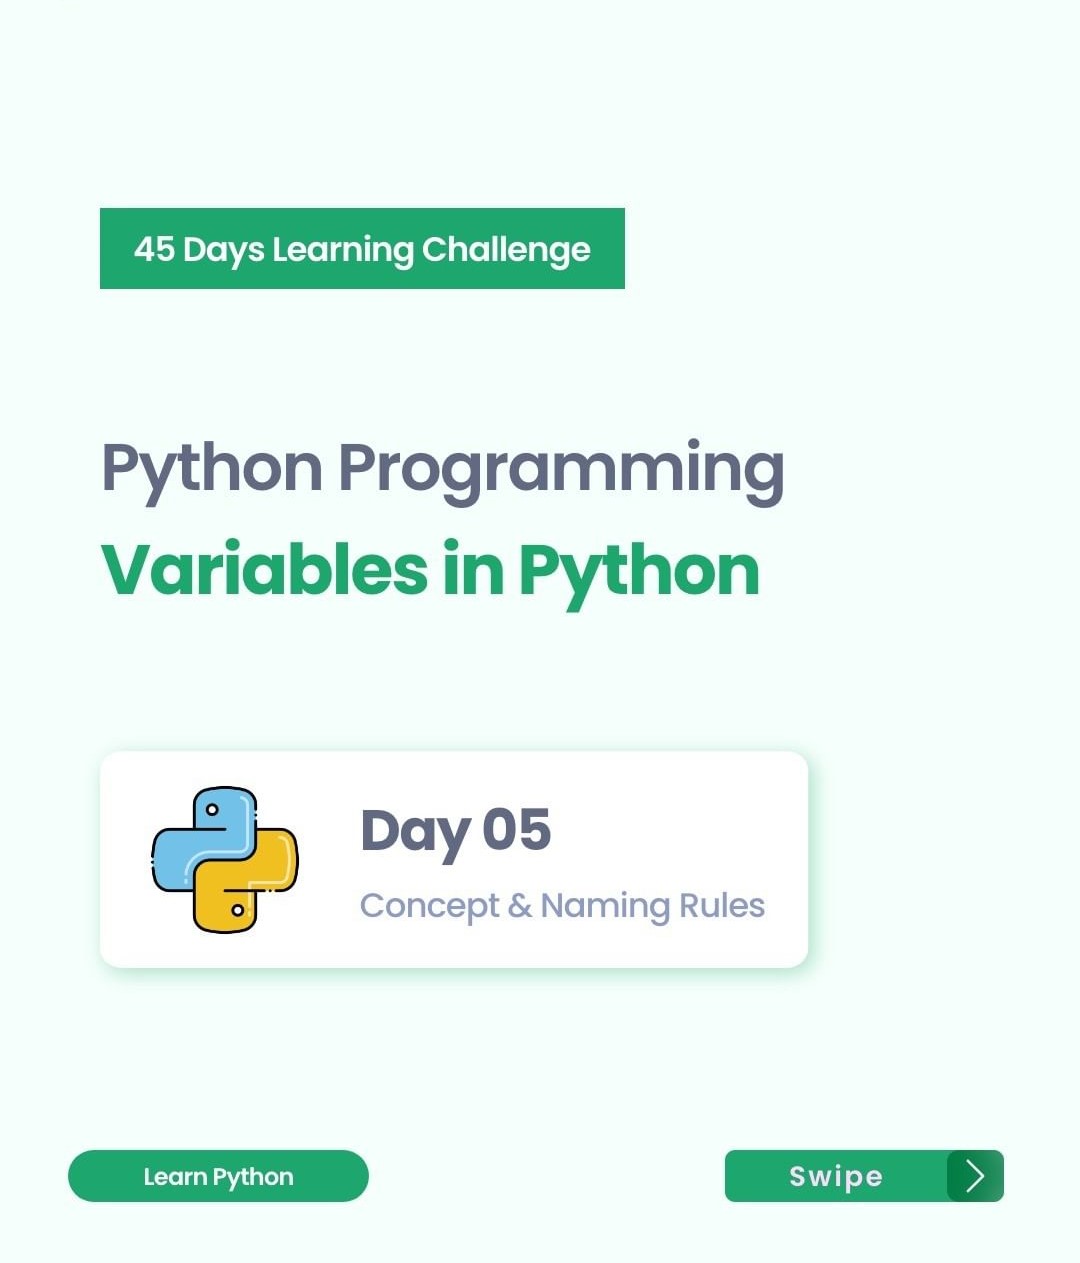 45 Days Learning Challenge
Python Programming
Variables in Python
Day 05
Concept & Naming Rules
Learn Python
Swipe